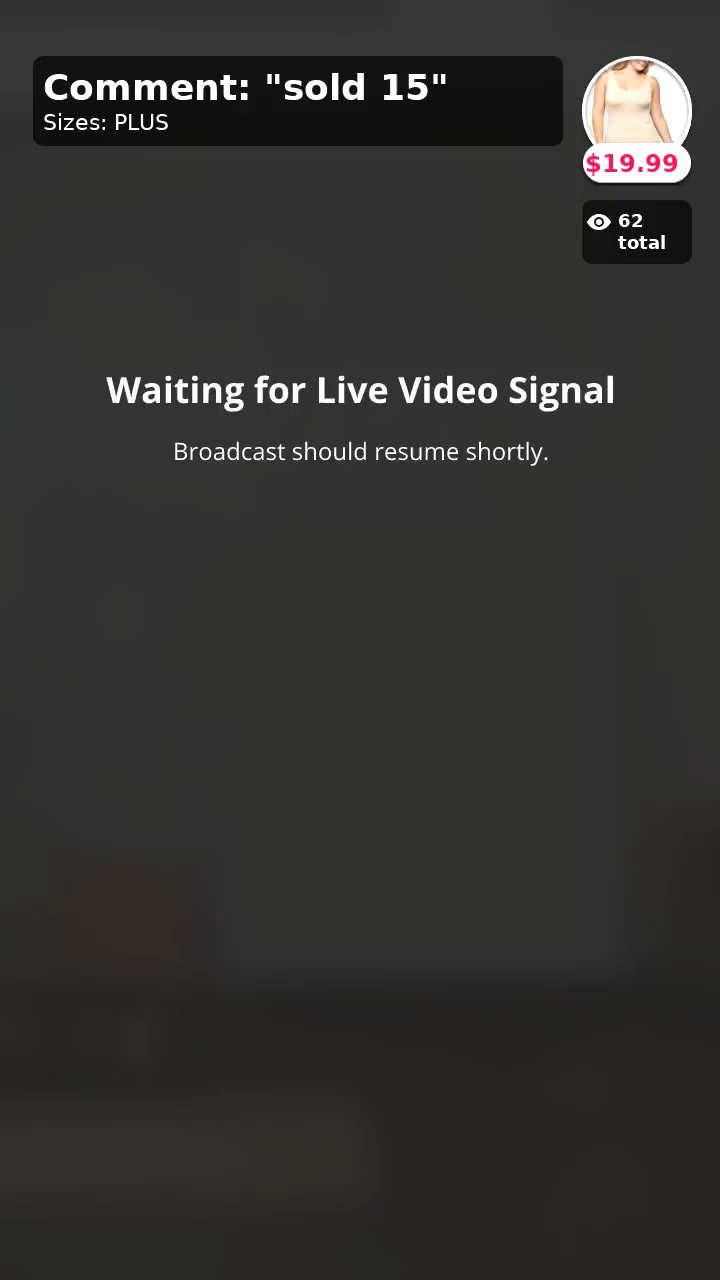 Comment: "sold 15"
Sizes: PLUS
$19.99
62
total
Waiting for Live Video Signal
Broadcast should resume shortly.